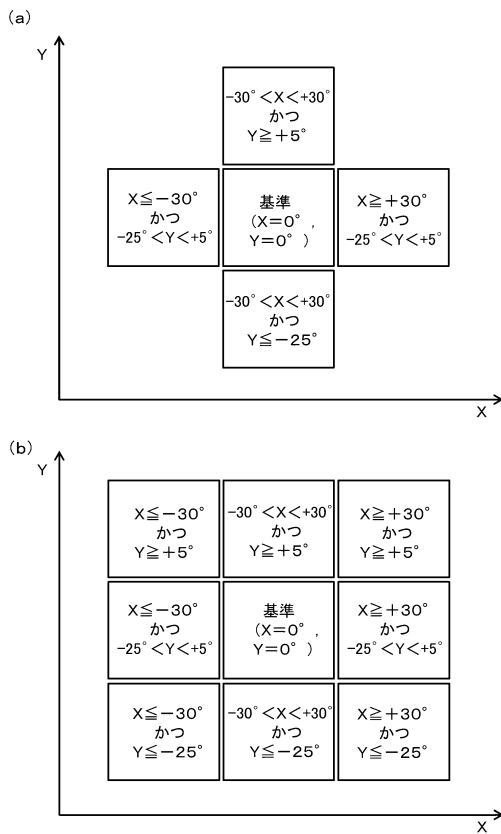 (a)
Y
-30°<X<+30°
かつ
Y≧+5°
X≦-30°
かつ
-25°<Y<+5°
基準
(X=0°,
Y=0°)
X≧+30°
かつ
-25°<Y<+5°
-30°<X<+30°
かつ
Y≦-25°
X
(b)
Y
X≦-30°
かつ
Y≧+5°
-30°<X<+30°
かつ
Y≧+5°
X≧+30°
かつ
Y≧+5°
X≦-30°
かつ
-25°<Y<+5°
基準
(X=0°,
Y=0°)
X≧+30°
かつ
-25°<Y<+5°
X≦-30°
かつ
Y≦-25°
-30°<X<+30°
かつ
Y≦-25°
X≧+30°
かつ
Y≦-25°
X